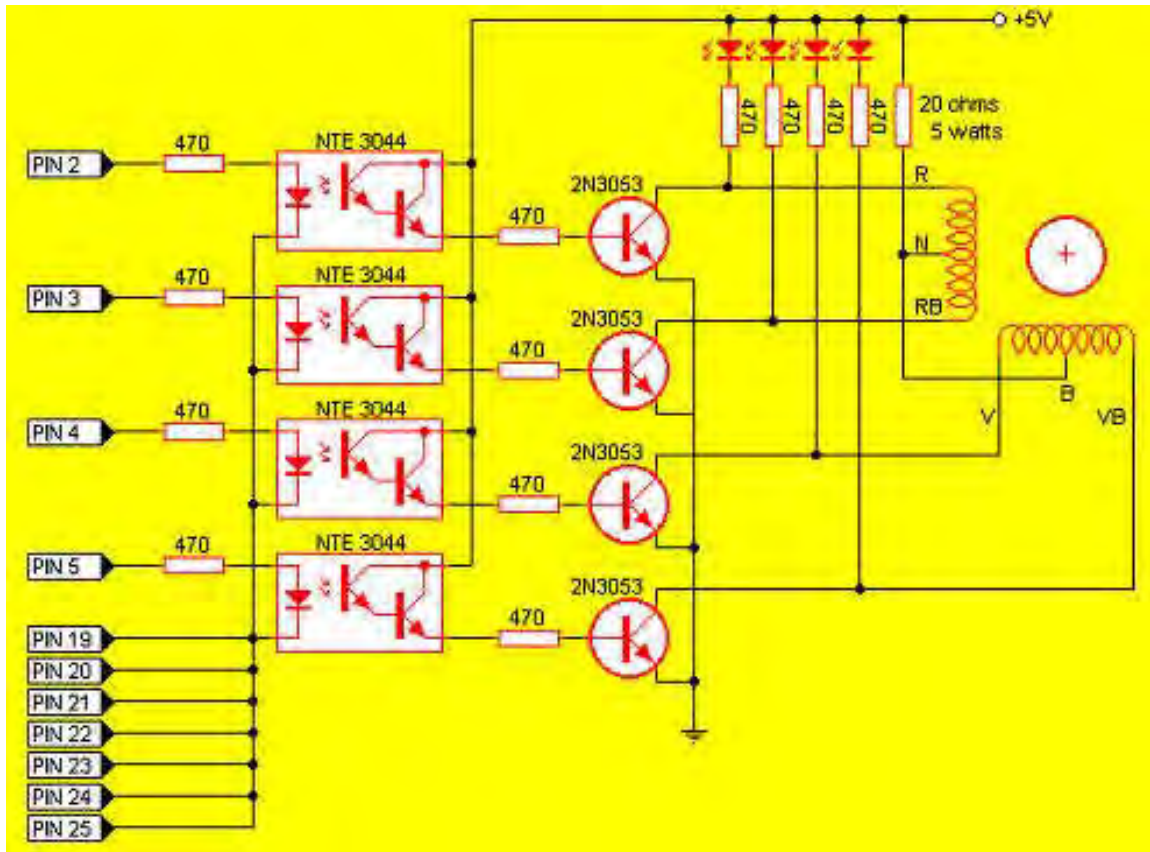 +5V
470
470
470
470
20 ohms
5 watts
PIN 2
470
NTE 3044
470
2N3053
R
N
RB
PIN 3
470
NTE 3044
470
2N3053
B
V
VB
PIN 4
470
NTE 3044
470
2N3053
PIN 5
470
NTE 3044
470
2N3053
PIN 19
PIN 20
PIN 21
PIN 22
PIN 23
PIN 24
PIN 25